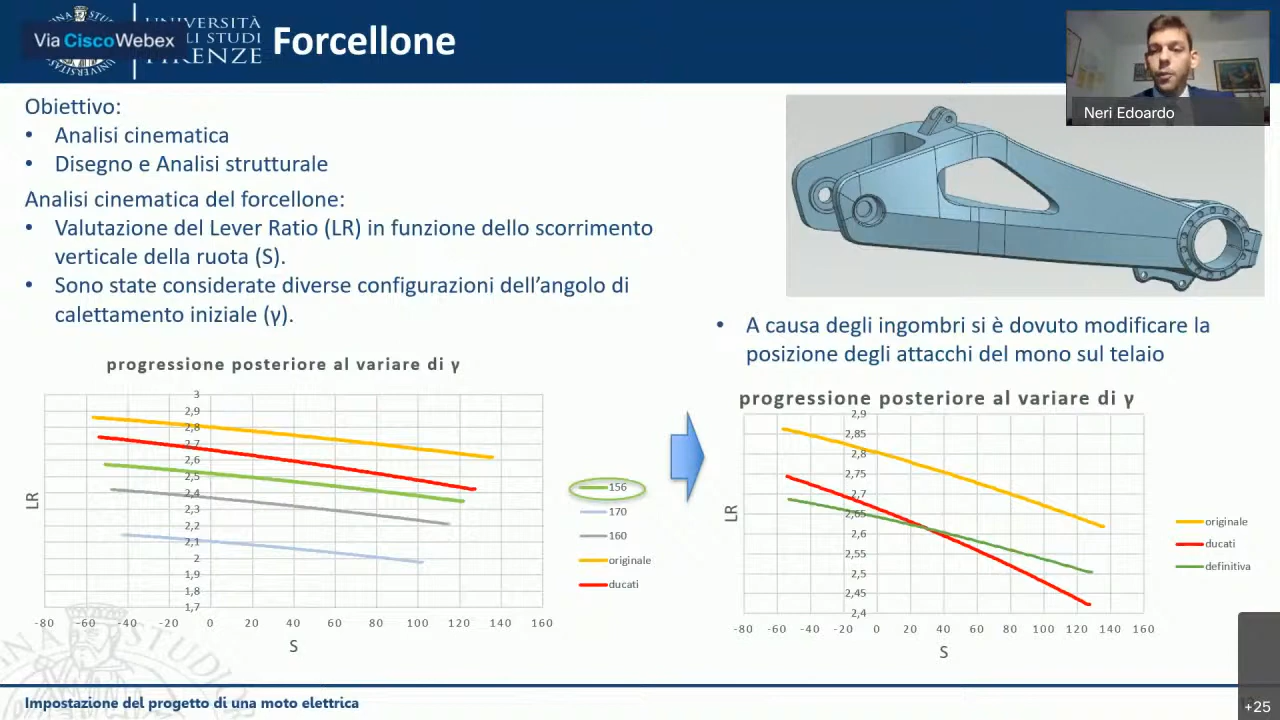 Via Cisco Webex
UNIVERSITÀ
LI STUDI
FIRENZE
Forcellone
Neri Edoardo
Obiettivo:
• Analisi cinematica
• Disegno e Analisi strutturale
Analisi cinematica del forcellone:
• Valutazione del Lever Ratio (LR) in funzione dello scorrimento
verticale della ruota (S).
• Sono state considerate diverse configurazioni dell’angolo di
calettamento iniziale (γ).
• A causa degli ingombri si è dovuto modificare la
posizione degli attacchi del mono sul telaio
progressione posteriore al variare di γ
3
2,9
2,8
2,7
2,6
2,5
2,4
2,3
2,2
2,1
2
1,9
1,8
1,7
LR
-80 -60 -40 -20 0 20 40 60 80 100 120 140 160
S
156
170
160
originale
ducati
progressione posteriore al variare di γ
2,9
2,85
2,8
2,75
2,7
2,65
2,6
2,55
2,5
2,45
2,4
LR
-80 -60 -40 -20 0 20 40 60 80 100 120 140 160
S
originale
ducati
definitiva
Impostazione del progetto di una moto elettrica
+25